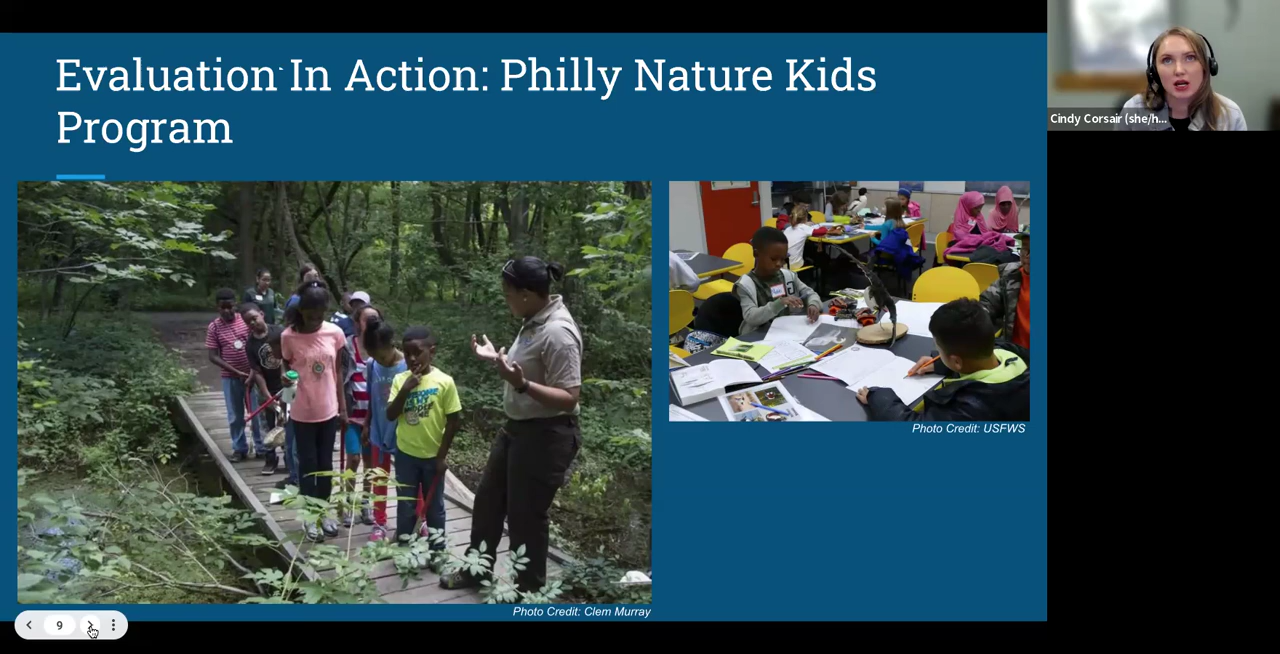 Evaluation In Action: Philly Nature Kids
Program
Cindy Corsair (she/h...
Photo Credit: USFWS
Photo Credit: Clem Murray
9